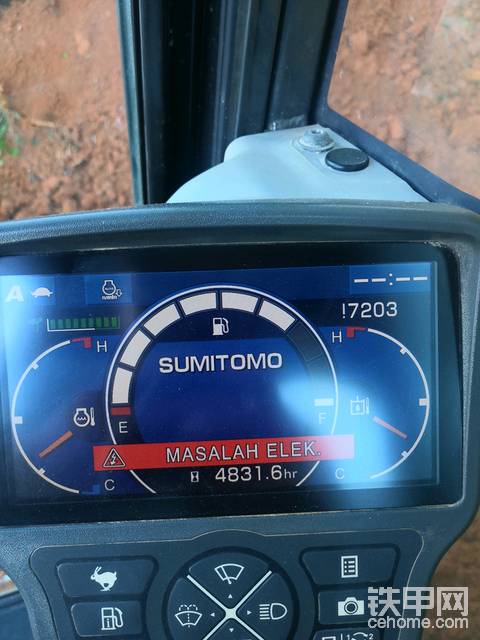 A
--:--
!7203
H
H
SUMITOMO
E
F
MASALAH ELEK.
C
4831.6hr
C
铁甲网
cehome.com